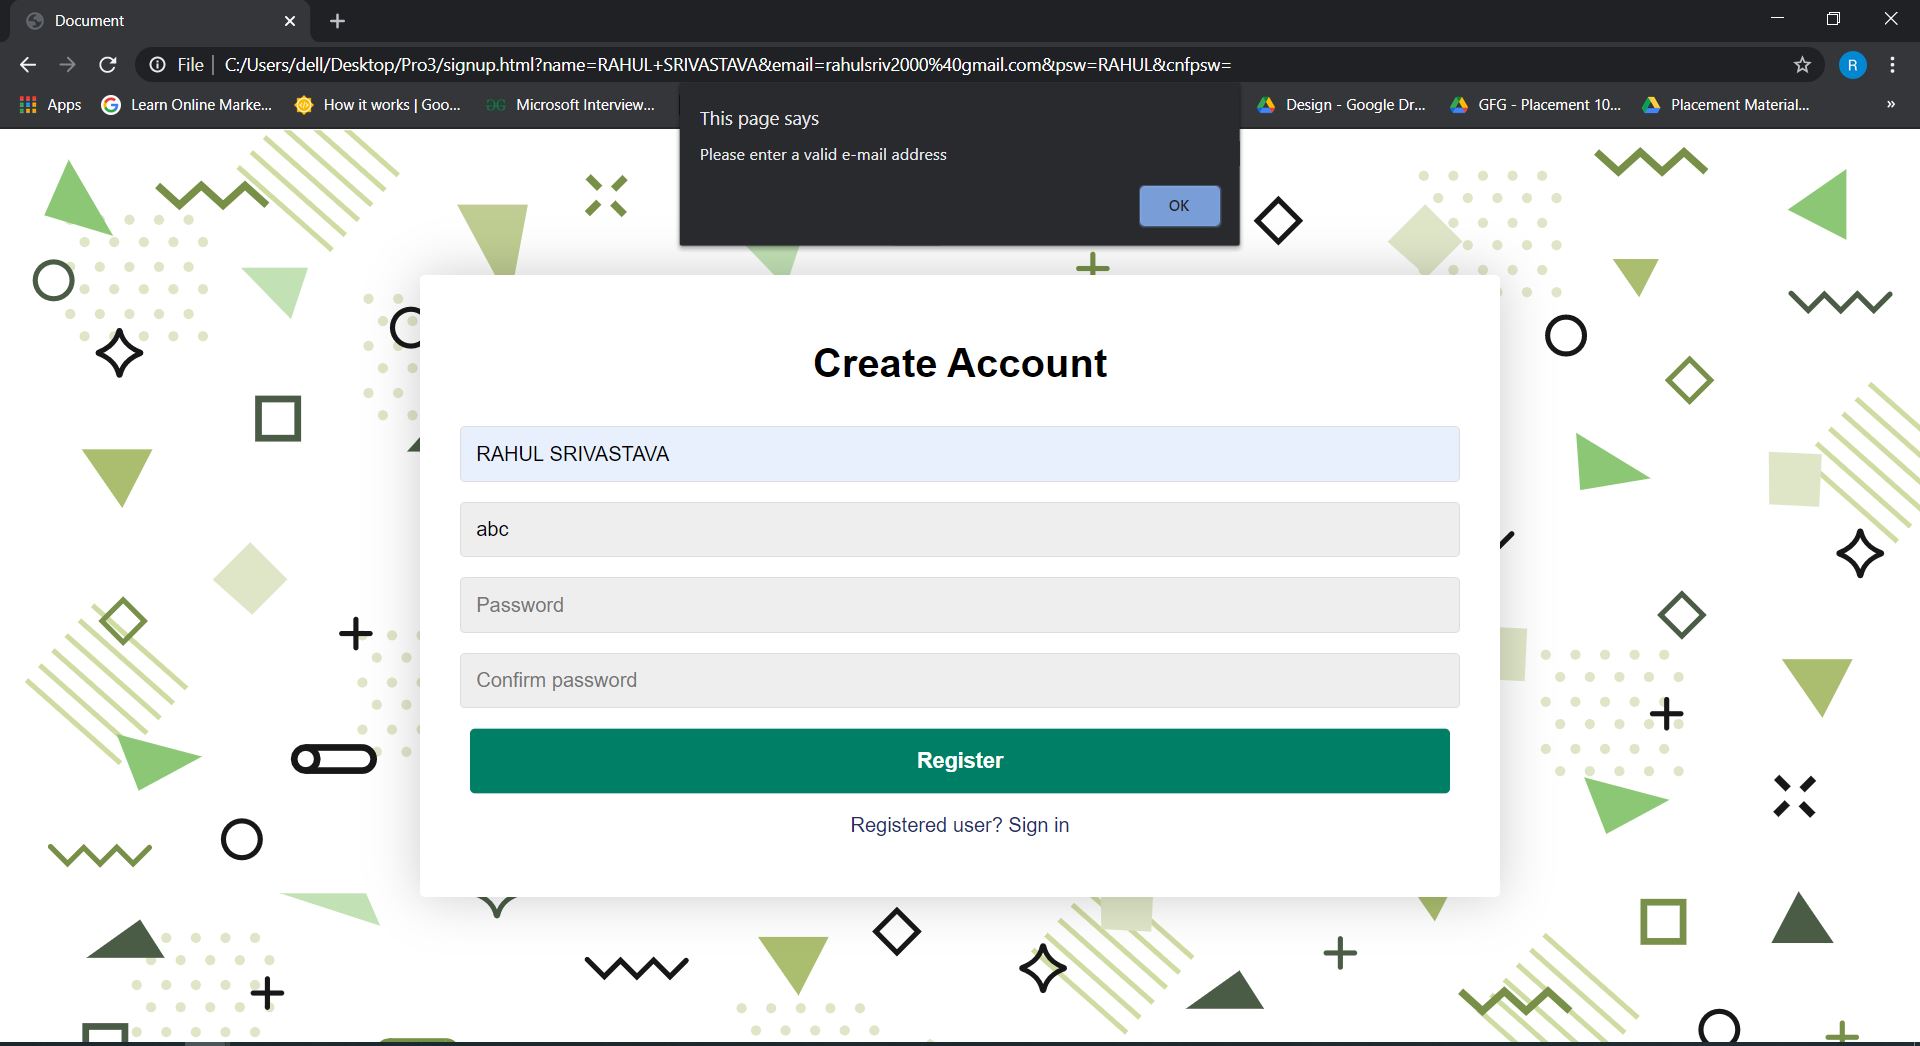 Document
File C:/Users/dell/Desktop/Pro3/signup.html?name=RAHUL+SRIVASTAVA&email=rahulsriv2000%40gmail.com&psw=RAHUL&cnfpsw=
R
Apps Learn Online Marke... How it works | Goo... Microsoft Interview... Design - Google Dr... GFG - Placement 10... Placement Material... »
This page says
Please enter a valid e-mail address
OK
Create Account
RAHUL SRIVASTAVA
abc
Password
Confirm password
Register
Registered user? Sign in